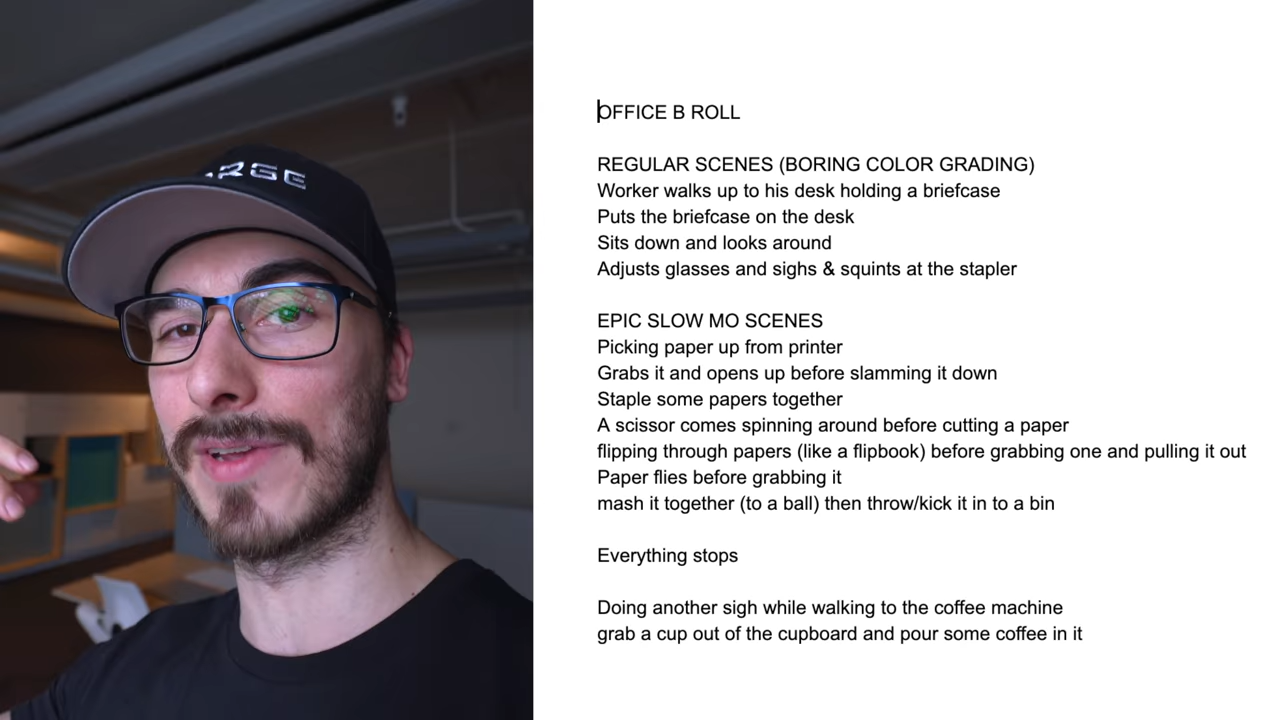 OFFICE B ROLL
REGULAR SCENES (BORING COLOR GRADING)
Worker walks up to his desk holding a briefcase
Puts the briefcase on the desk
Sits down and looks around
Adjusts glasses and sighs & squints at the stapler
EPIC SLOW MO SCENES
Picking paper up from printer
Grabs it and opens up before slamming it down
Staple some papers together
A scissor comes spinning around before cutting a paper
flipping through papers (like a flipbook) before grabbing one and pulling it out
Paper flies before grabbing it
mash it together (to a ball) then throw/kick it in to a bin
Everything stops
Doing another sigh while walking to the coffee machine
grab a cup out of the cupboard and pour some coffee in it